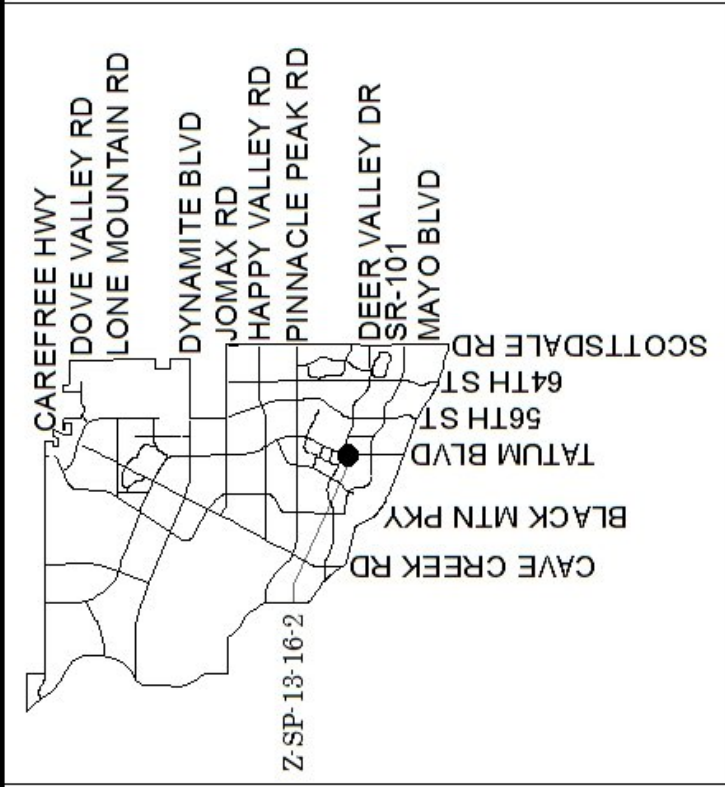 CAREFREE HWY
DOVE VALLEY RD
LONE MOUNTAIN RD
DYNAMITE BLVD
JOMAX RD
HAPPY VALLEY RD
PINNACLE PEAK RD
DEER VALLEY DR
SR-101
MAYO BLVD
SCOTTSDALE RD
64TH ST
56TH ST
TATUM BLVD
BLACK MTN PKY
CAVE CREEK RD
Z-SP-13-16-2